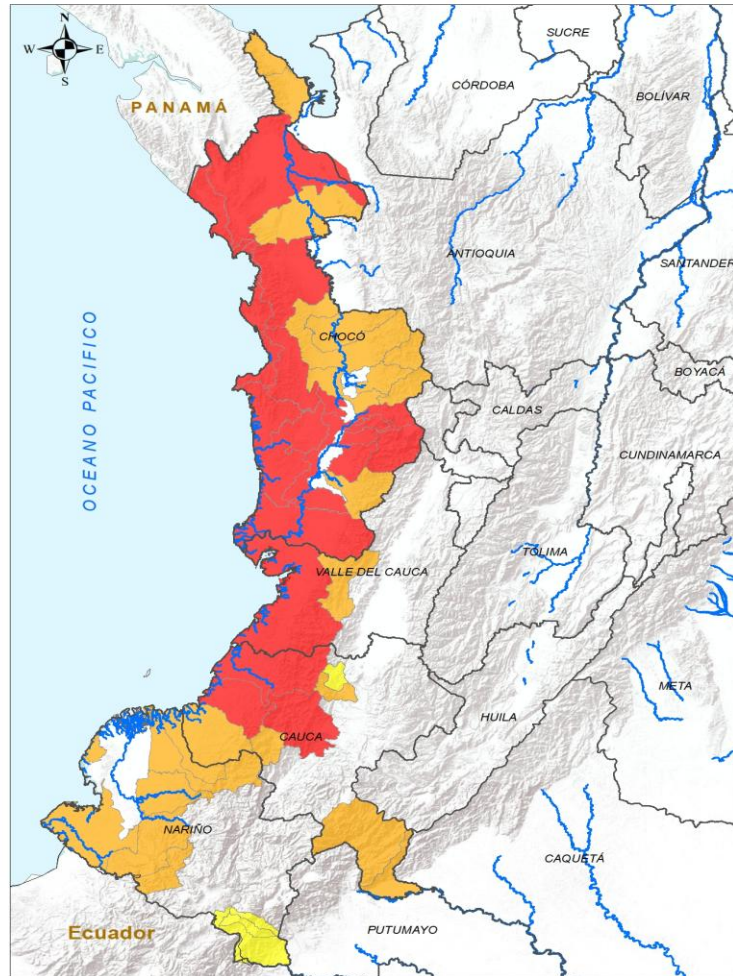 N
W E
S
SUCRE
CÓRDOBA
PANAMÁ
BOLÍVAR
ANTIOQUIA
SANTANDER
OCEANO PACIFICO
CHOCÓ
BOYACÁ
CALDAS
CUNDINAMARCA
TOLIMA
VALLE DEL CAUCA
META
HUILA
CAUCA
NARIÑO
CAQUETÁ
Ecuador
PUTUMAYO